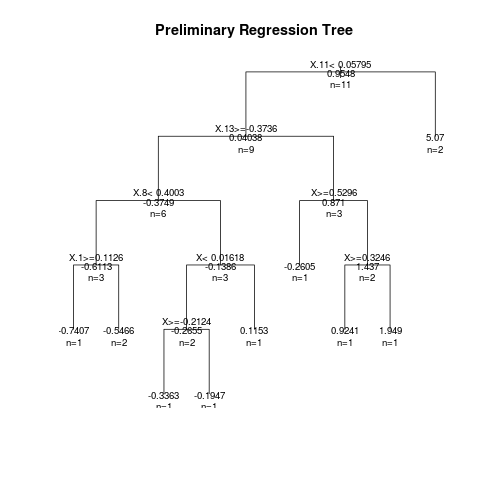 Preliminary Regression Tree
X.11< 0.05795
0.9548
n=11
X.13>=-0.3736
0.04038
n=9
5.07
n=2
X.8< 0.4003
-0.3749
n=6
X>=0.5296
0.871
n=3
X.1>=0.1126
-0.6113
n=3
X< 0.01618
-0.1386
n=3
-0.2605
n=1
X>=0.3246
1.437
n=2
-0.7407
n=1
-0.5466
n=2
X>=-0.2124
-0.2655
n=2
0.1153
n=1
0.9241
n=1
1.949
n=1
-0.3363
n=1
-0.1947
n=1